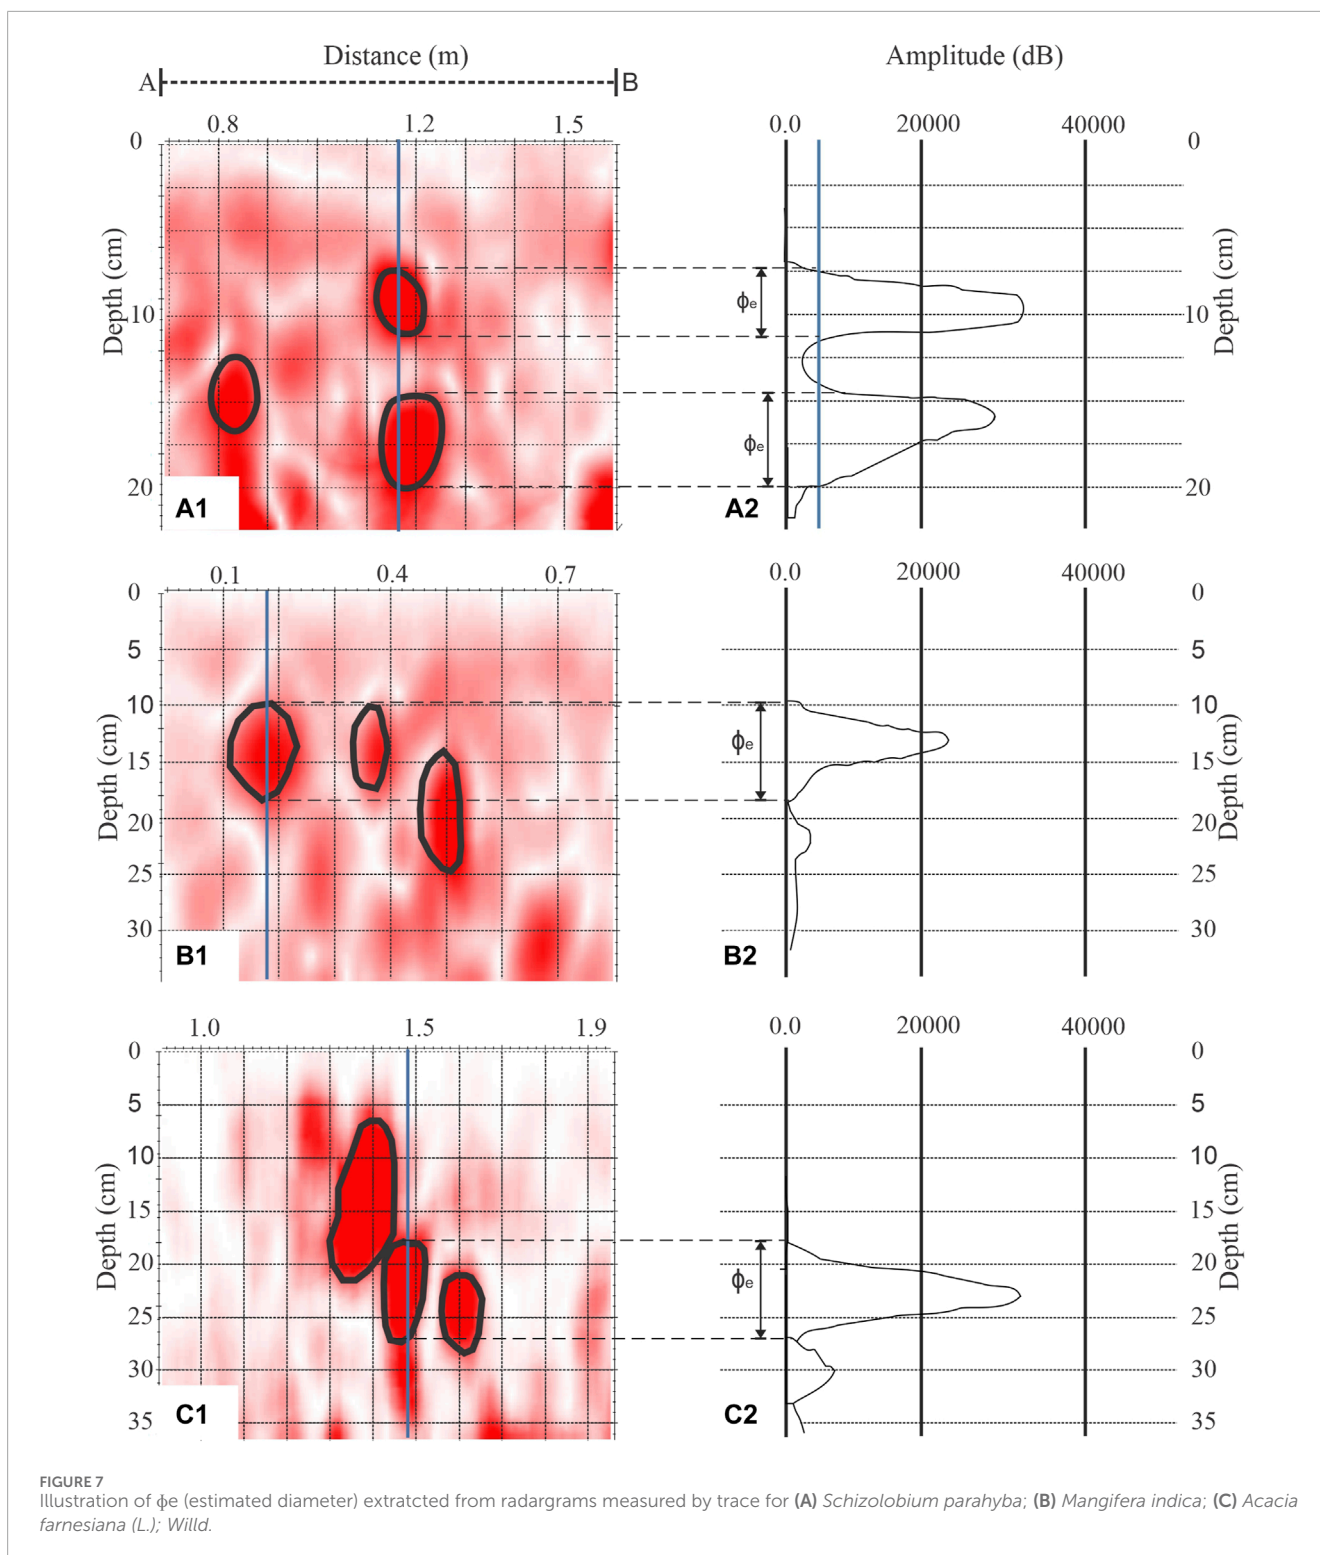 Distance (m)
Amplitude (dB)
A
B
0.8
1.2
1.5
0.0
20000
40000
0
0
Depth (cm)
10
20
A1
ϕe
ϕe
A2
10
20
Depth (cm)
0.1
0.4
0.7
0.0
20000
40000
0
5
10
15
20
25
30
Depth (cm)
B1
ϕe
B2
0
5
10
15
20
25
30
Depth (cm)
1.0
1.5
1.9
0.0
20000
40000
0
5
10
15
20
25
30
35
Depth (cm)
C1
ϕe
C2
0
5
10
15
20
25
30
35
Depth (cm)
FIGURE 7
Illustration of ϕe (estimated diameter) extratcted from radargrams measured by trace for (A) Schizolobium parahyba; (B) Mangifera indica; (C) Acacia
farnesiana (L.); Willd.